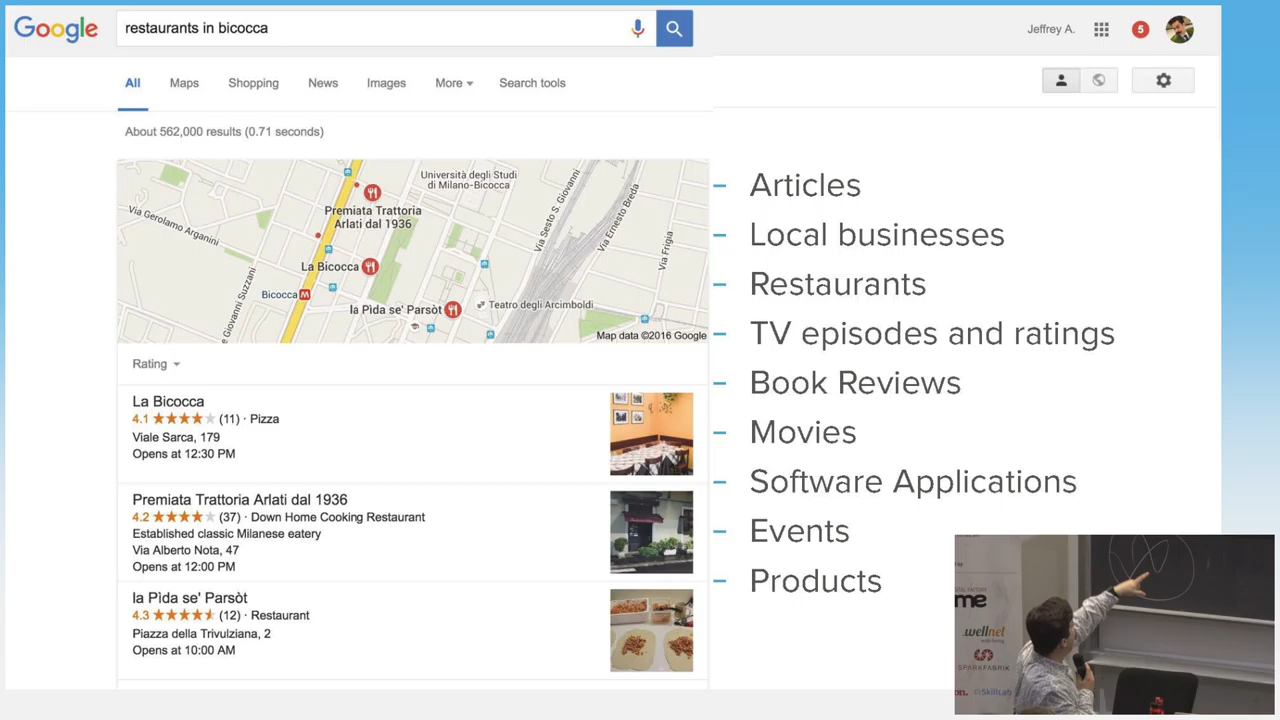 Google
restaurants in bicocca
Jeffrey A.
5
All Maps Shopping News Images More Search tools
About 562,000 results (0.71 seconds)
Università degli Studi
di Milano-Bicocca
Via Gerolamo Arganini
Premiata Trattoria
Arlati dal 1936
Via Sesto S. Giovanni
Via Ernesto Breda
Via Frigia
La Bicocca
Bicocca M
Giovanni Suzzani
la Pìda se' Parsòt
Teatro degli Arcimboldi
Map data ©2016 Google
Rating
La Bicocca
4.1 (11) · Pizza
Viale Sarca, 179
Opens at 12:30 PM
Premiata Trattoria Arlati dal 1936
4.2 (37) · Down Home Cooking Restaurant
Established classic Milanese eatery
Via Alberto Nota, 47
Opens at 12:00 PM
la Pìda se' Parsòt
4.3 (12) · Restaurant
Piazza della Trivulziana, 2
Opens at 10:00 AM
Articles
Local businesses
Restaurants
TV episodes and ratings
Book Reviews
Movies
Software Applications
Events
Products
wellnet
SPARKFABRIK